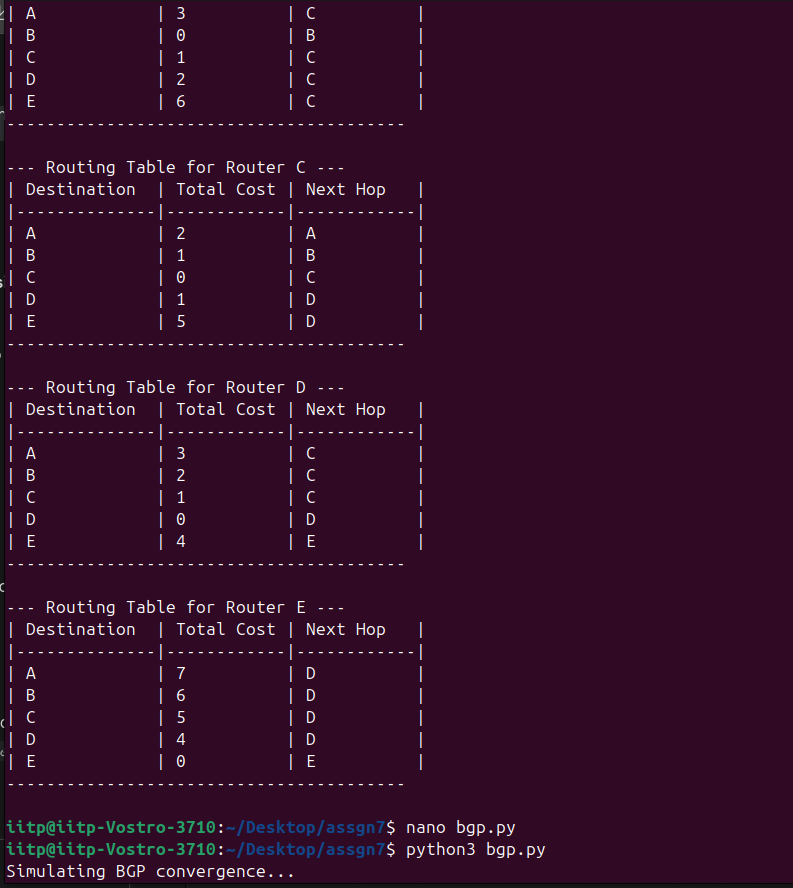 | A             | 3          | C          |
| B             | 0          | B          |
| C             | 1          | C          |
| D             | 2          | C          |
| E             | 6          | C          |
----------------------------------------
--- Routing Table for Router C ---
| Destination  | Total Cost | Next Hop   |
|--------------|------------|------------|
| A             | 2          | A          |
| B             | 1          | B          |
| C             | 0          | C          |
| D             | 1          | D          |
| E             | 5          | D          |
----------------------------------------
--- Routing Table for Router D ---
| Destination  | Total Cost | Next Hop   |
|--------------|------------|------------|
| A             | 3          | C          |
| B             | 2          | C          |
| C             | 1          | C          |
| D             | 0          | D          |
| E             | 4          | E          |
----------------------------------------
--- Routing Table for Router E ---
| Destination  | Total Cost | Next Hop   |
|--------------|------------|------------|
| A             | 7          | D          |
| B             | 6          | D          |
| C             | 5          | D          |
| D             | 4          | D          |
| E             | 0          | E          |
----------------------------------------
iitp@iitp-Vostro-3710:~/Desktop/assgn7$ nano bgp.py
iitp@iitp-Vostro-3710:~/Desktop/assgn7$ python3 bgp.py
Simulating BGP convergence...